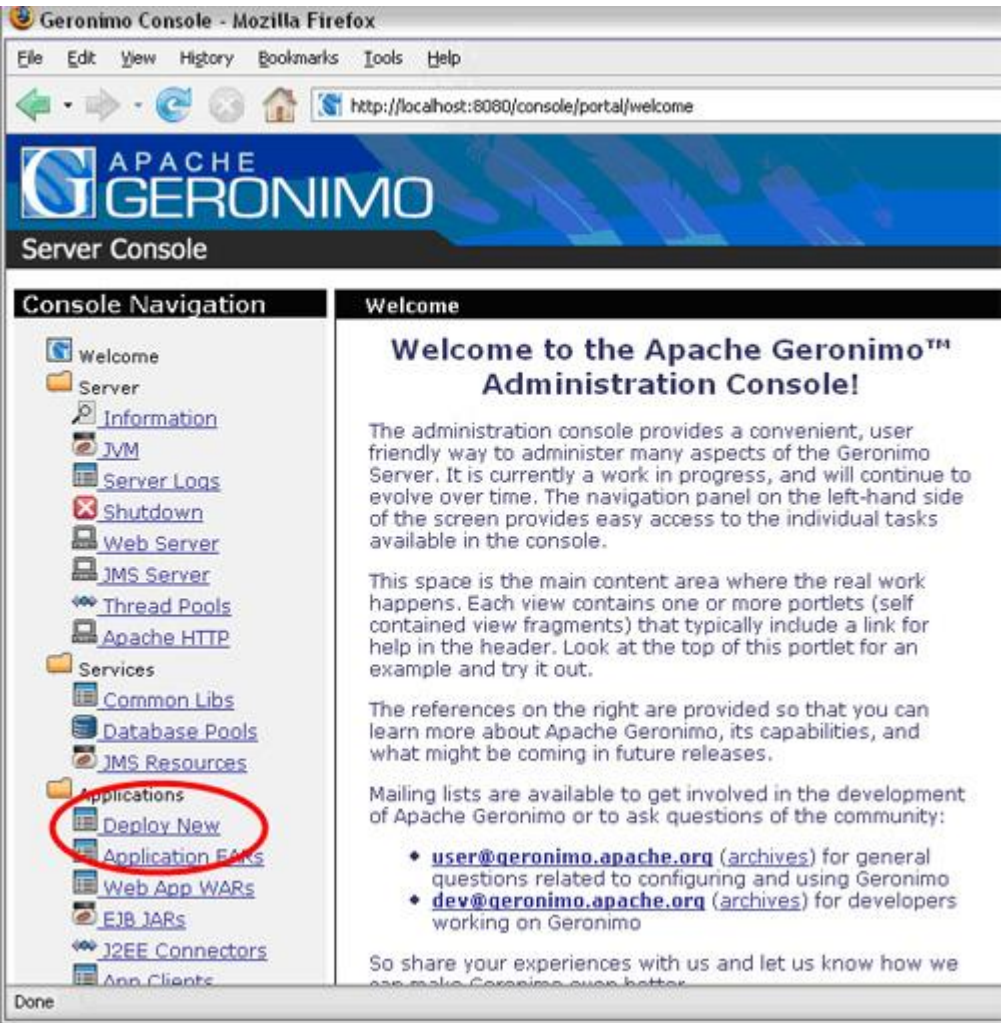 Geronimo Console - Mozilla Firefox
File Edit View History Bookmarks Tools Help
http://localhost:8080/console/portal/welcome
APACHE
GERONIMO
Server Console
Console Navigation
Welcome
Server
Information
JVM
Server Logs
Shutdown
Web Server
JMS Server
Thread Pools
Apache HTTP
Services
Common Libs
Database Pools
JMS Resources
Applications
Deploy New
Application EARs
Web App WARs
EJB JARs
J2EE Connectors
App Clients
Welcome
Welcome to the Apache Geronimo™
Administration Console!
The administration console provides a convenient, user
friendly way to administer many aspects of the Geronimo
Server. It is currently a work in progress, and will continue to
evolve over time. The navigation panel on the left-hand side
of the screen provides easy access to the individual tasks
available in the console.
This space is the main content area where the real work
happens. Each view contains one or more portlets (self
contained view fragments) that typically include a link for
help in the header. Look at the top of this portlet for an
example and try it out.
The references on the right are provided so that you can
learn more about Apache Geronimo, its capabilities, and
what might be coming in future releases.
Mailing lists are available to get involved in the development
of Apache Geronimo or to ask questions of the community:
• user@geronimo.apache.org (archives) for general
questions related to configuring and using Geronimo
• dev@geronimo.apache.org (archives) for developers
working on Geronimo
So share your experiences with us and let us know how we
can make Geronimo even better.
Done